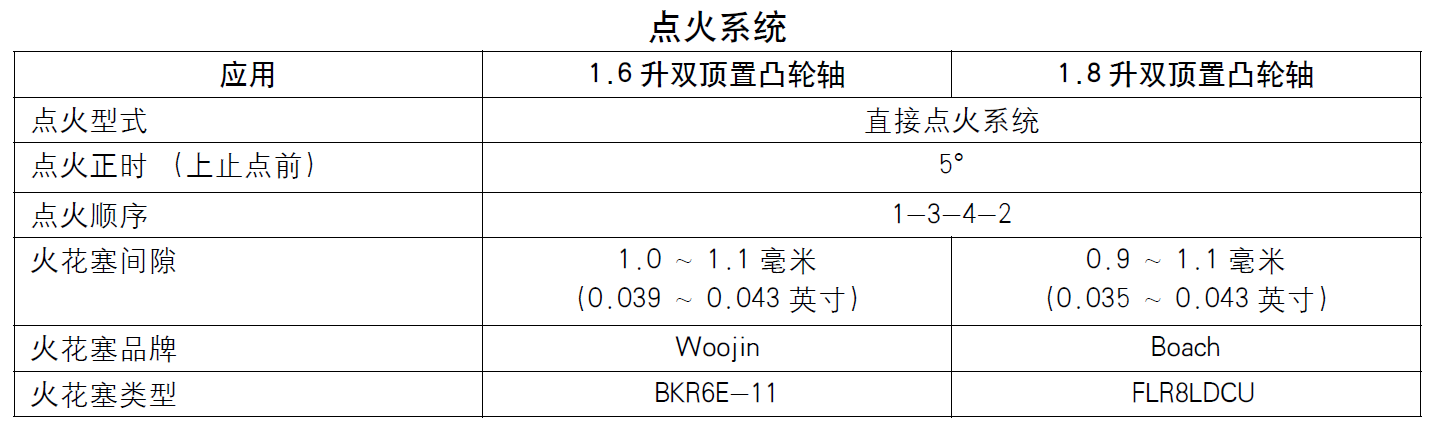 点火系统
应用 1.6 升双顶置凸轮轴 1.8 升双顶置凸轮轴
点火型式 直接点火系统
点火正时 (上止点前) 5°
点火顺序 1-3-4-2
火花塞间隙 1.0 ~ 1.1 毫米 0.9 ~ 1.1 毫米
(0.039 ~ 0.043 英寸) (0.035 ~ 0.043 英寸)
火花塞品牌 Woojin Boach
火花塞类型 BKR6E-11 FLR8LDCU